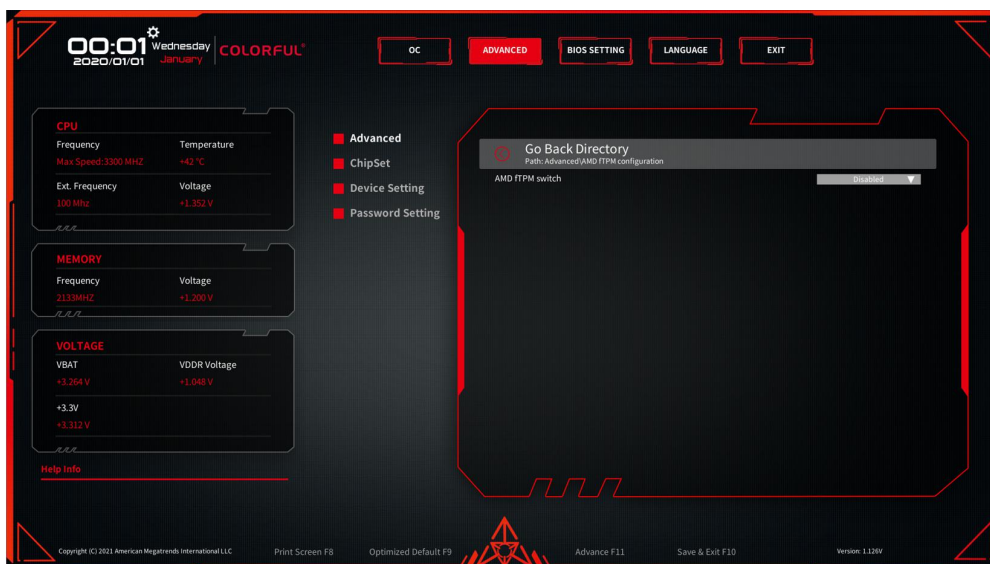 00:01 Wednesday
2020/01/01 January
COLORFUL®
OC
ADVANCED
BIOS SETTING
LANGUAGE
EXIT
CPU
Frequency Temperature
Max Speed:3300 MHZ +42 °C
Ext. Frequency Voltage
100 Mhz +1.352 V
MEMORY
Frequency Voltage
2133MHZ +1.200 V
VOLTAGE
VBAT VDDR Voltage
+3.264 V +1.048 V
+3.3V
+3.312 V
Help Info
Advanced
ChipSet
Device Setting
Password Setting
Go Back Directory
Path: Advanced\AMD fTPM configuration
AMD fTPM switch Disabled
Copyright (C) 2021 American Megatrends International LLC
Print Screen F8
Optimized Default F9
Advance F11
Save & Exit F10
Version: 1.126V